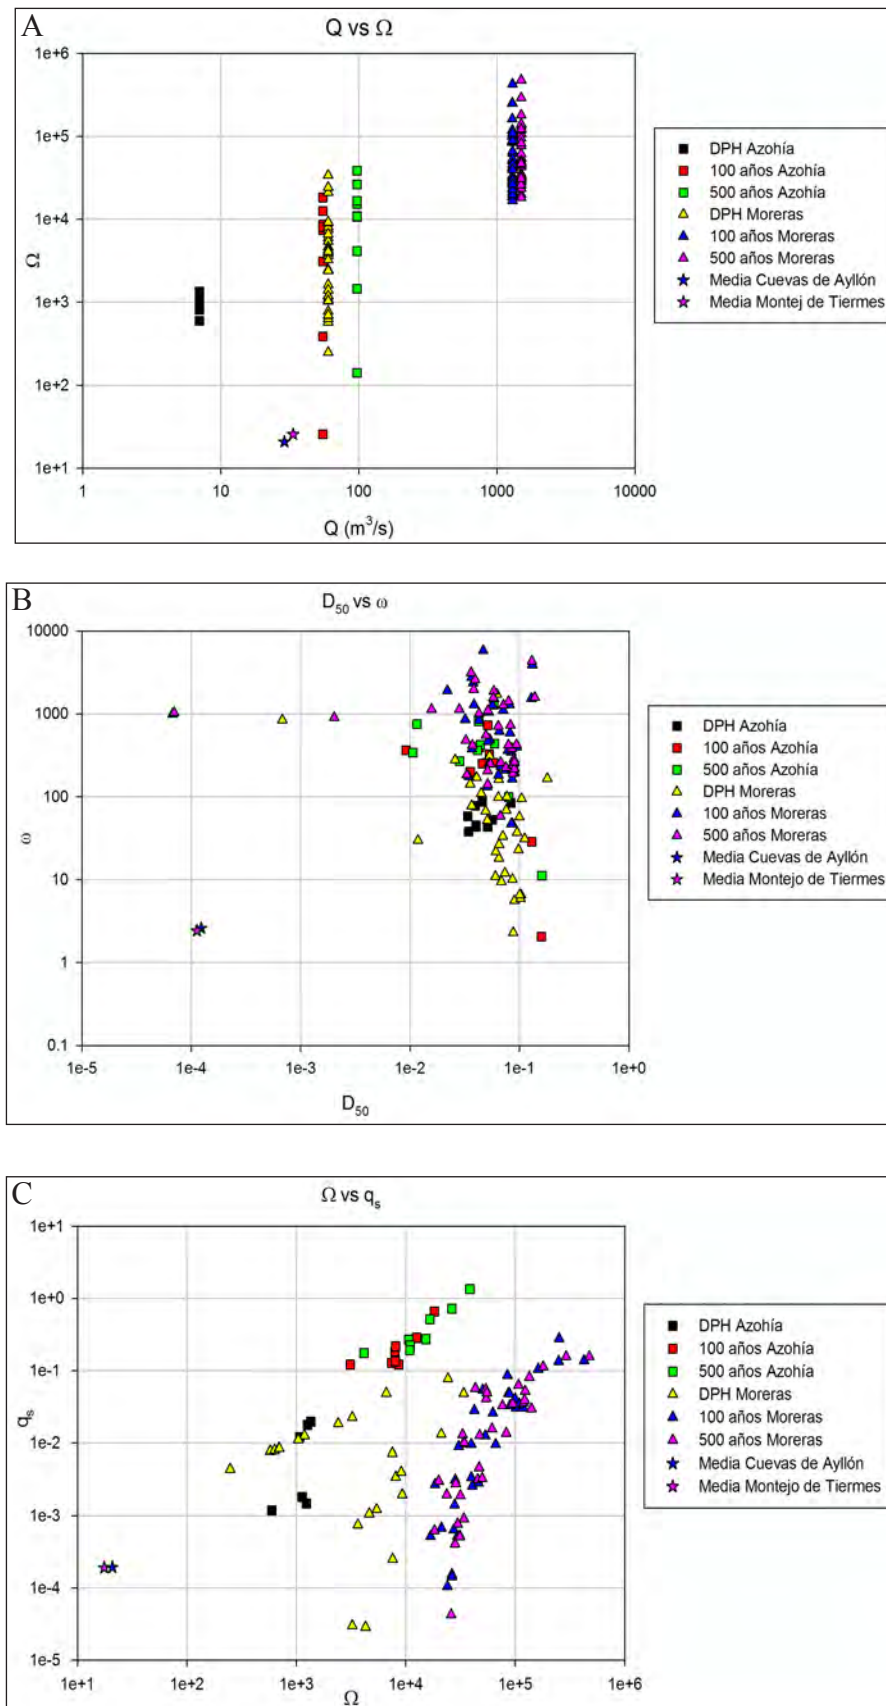 A
Q vs Ω
1e+6
1e+5
1e+4
Ω
1e+3
1e+2
1e+1
1 10 100 1000 10000
Q (m³/s)
DPH Azohía
100 años Azohía
500 años Azohía
DPH Moreras
100 años Moreras
500 años Moreras
Media Cuevas de Ayllón
Media Montej de Tiermes
B
D₅₀ vs ω
10000
1000
100
ω
10
1
0.1
1e-5 1e-4 1e-3 1e-2 1e-1 1e+0
D₅₀
DPH Azohía
100 años Azohía
500 años Azohía
DPH Moreras
100 años Moreras
500 años Moreras
Media Cuevas de Ayllón
Media Montejo de Tiermes
C
Ω vs qₛ
1e+1
1e+0
1e-1
qₛ
1e-2
1e-3
1e-4
1e-5
1e+1 1e+2 1e+3 1e+4 1e+5 1e+6
Ω
DPH Azohía
100 años Azohía
500 años Azohía
DPH Moreras
100 años Moreras
500 años Moreras
Media Cuevas de Ayllón
Media Montejo de Tiermes